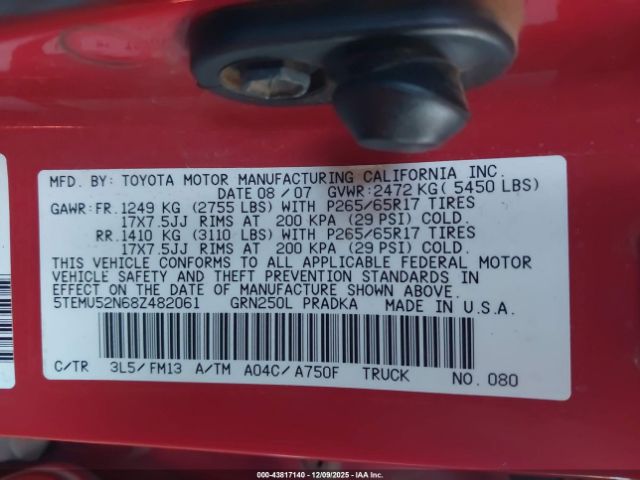 MFD. BY: TOYOTA MOTOR MANUFACTURING CALIFORNIA INC.
DATE 08 / 07 GVWR: 2472 KG( 5450 LBS)
GAWR: FR. 1249 KG (2755 LBS) WITH P265/65R17 TIRES
17X7.5JJ RIMS AT 200 KPA (29 PSI) COLD.
RR. 1410 KG (3110 LBS) WITH P265/65R17 TIRES
17X7.5JJ RIMS AT 200 KPA (29 PSI) COLD.
THIS VEHICLE CONFORMS TO ALL APPLICABLE FEDERAL MOTOR
VEHICLE SAFETY AND THEFT PREVENTION STANDARDS IN
EFFECT ON THE DATE OF MANUFACTURE SHOWN ABOVE.
5TEMU52N68Z482061 GRN250L PRADKA MADE IN U.S.A.
C/TR 3L5/FM13 A/TM A04C/A750F TRUCK NO. 080
000-43817140 - 12/09/2025 - IAAI.COM